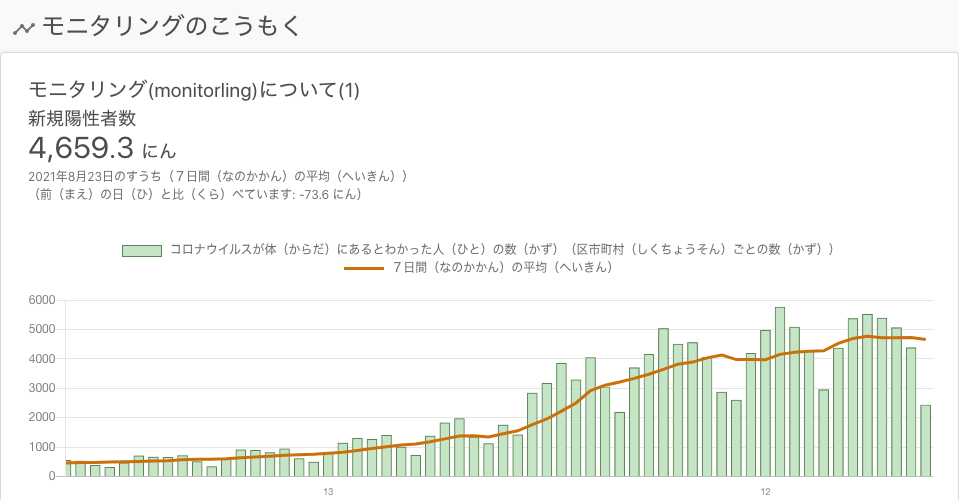 モニタリングのこうもく
モニタリング(monitorling)について(1)
新規陽性者数
4,659.3 にん
2021年8月23日のすうち（７日間（なのかかん）の平均（へいきん））
（前（まえ）の日（ひ）と比（くら）べています: -73.6 にん）
コロナウイルスが体（からだ）にあるとわかった人（ひと）の数（かず）（区市町村（しくちょうそん）ごとの数（かず））
７日間（なのかかん）の平均（へいきん）
6000
5000
4000
3000
2000
1000
0
13 12